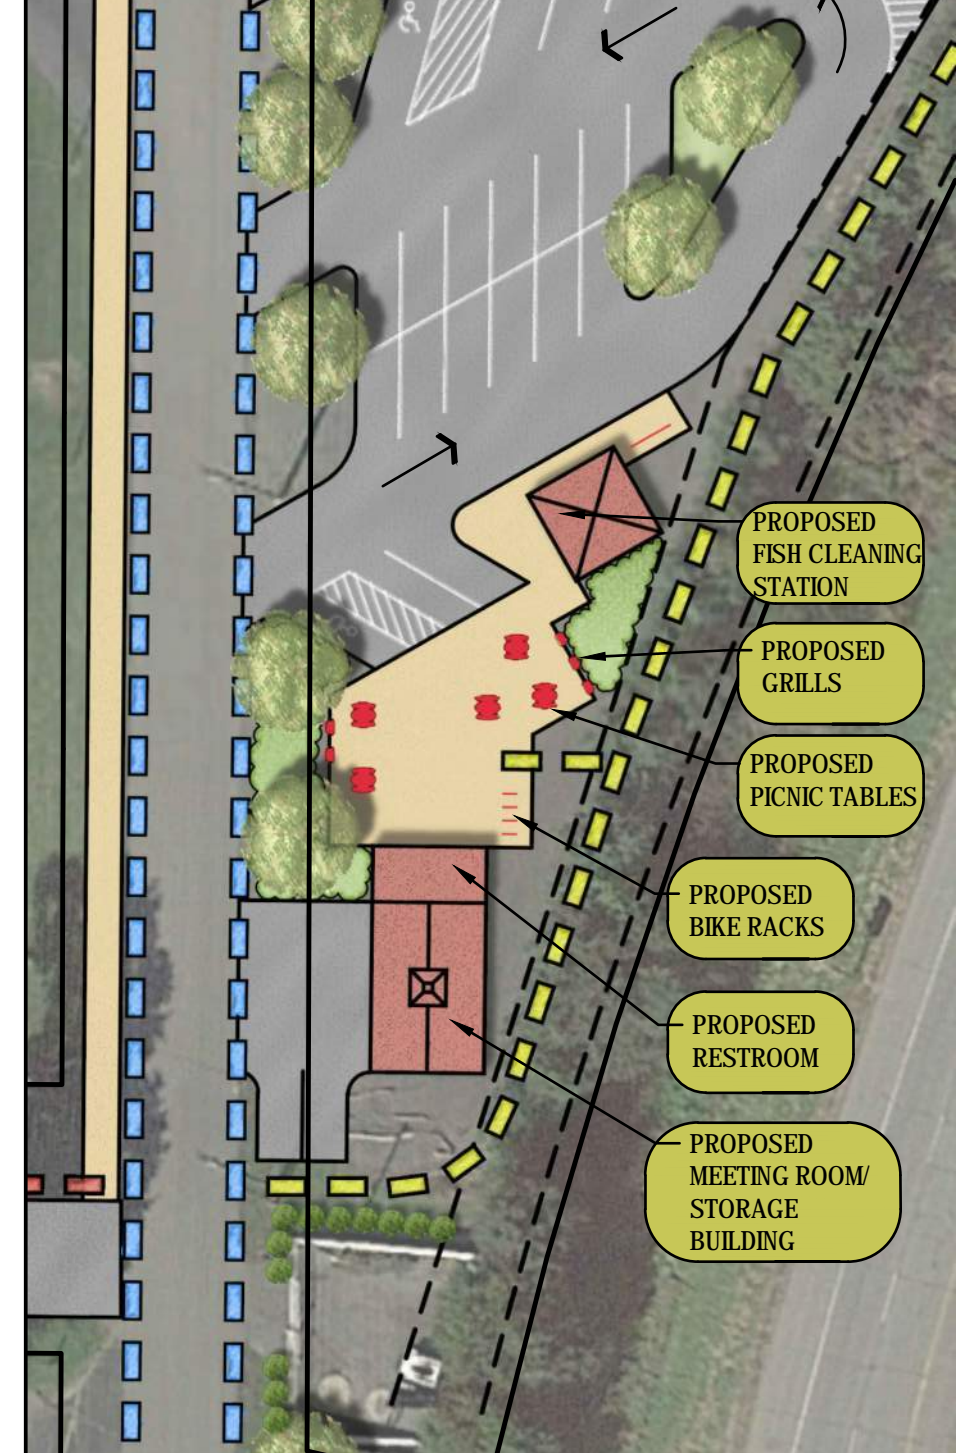 PROPOSED
FISH CLEANING
STATION
PROPOSED
GRILLS
PROPOSED
PICNIC TABLES
PROPOSED
BIKE RACKS
PROPOSED
RESTROOM
PROPOSED
MEETING ROOM/
STORAGE
BUILDING